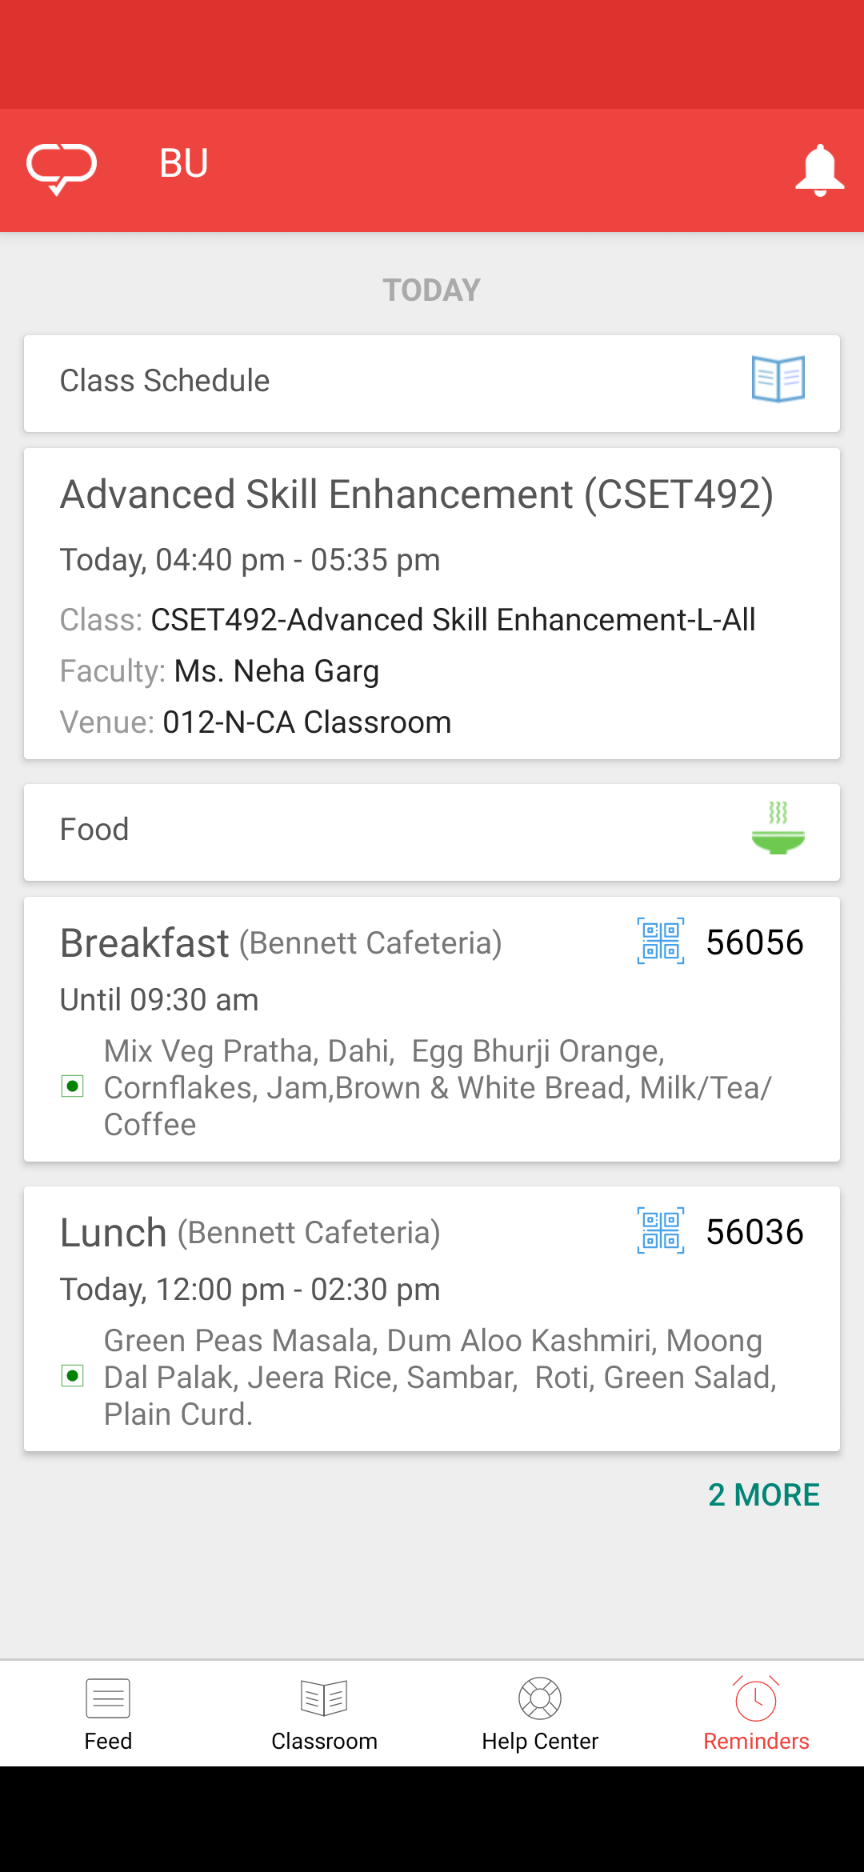 BU
TODAY
Class Schedule
Advanced Skill Enhancement (CSET492)
Today, 04:40 pm - 05:35 pm
Class: CSET492-Advanced Skill Enhancement-L-All
Faculty: Ms. Neha Garg
Venue: 012-N-CA Classroom
Food
Breakfast (Bennett Cafeteria) 56056
Until 09:30 am
Mix Veg Pratha, Dahi,  Egg Bhurji Orange,
Cornflakes, Jam,Brown & White Bread, Milk/Tea/
Coffee
Lunch (Bennett Cafeteria) 56036
Today, 12:00 pm - 02:30 pm
Green Peas Masala, Dum Aloo Kashmiri, Moong
Dal Palak, Jeera Rice, Sambar,  Roti, Green Salad,
Plain Curd.
2 MORE
Feed Classroom Help Center Reminders